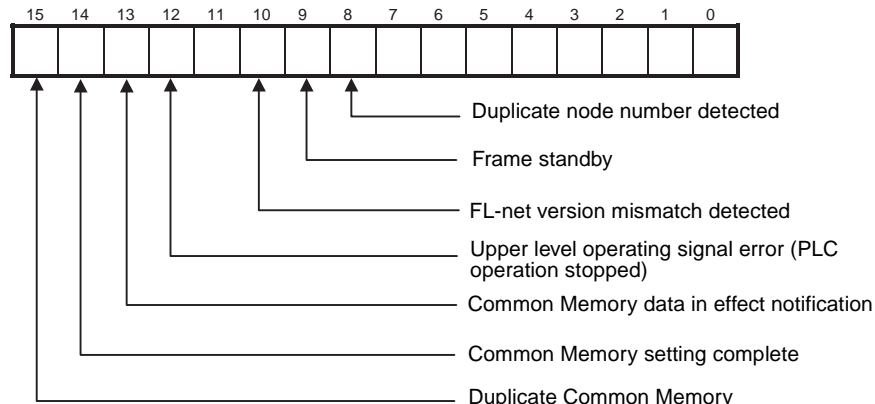 15 14 13 12 11 10 9 8 7 6 5 4 3 2 1 0
Duplicate node number detected
Frame standby
FL-net version mismatch detected
Upper level operating signal error (PLC
operation stopped)
Common Memory data in effect notification
Common Memory setting complete
Duplicate Common Memory